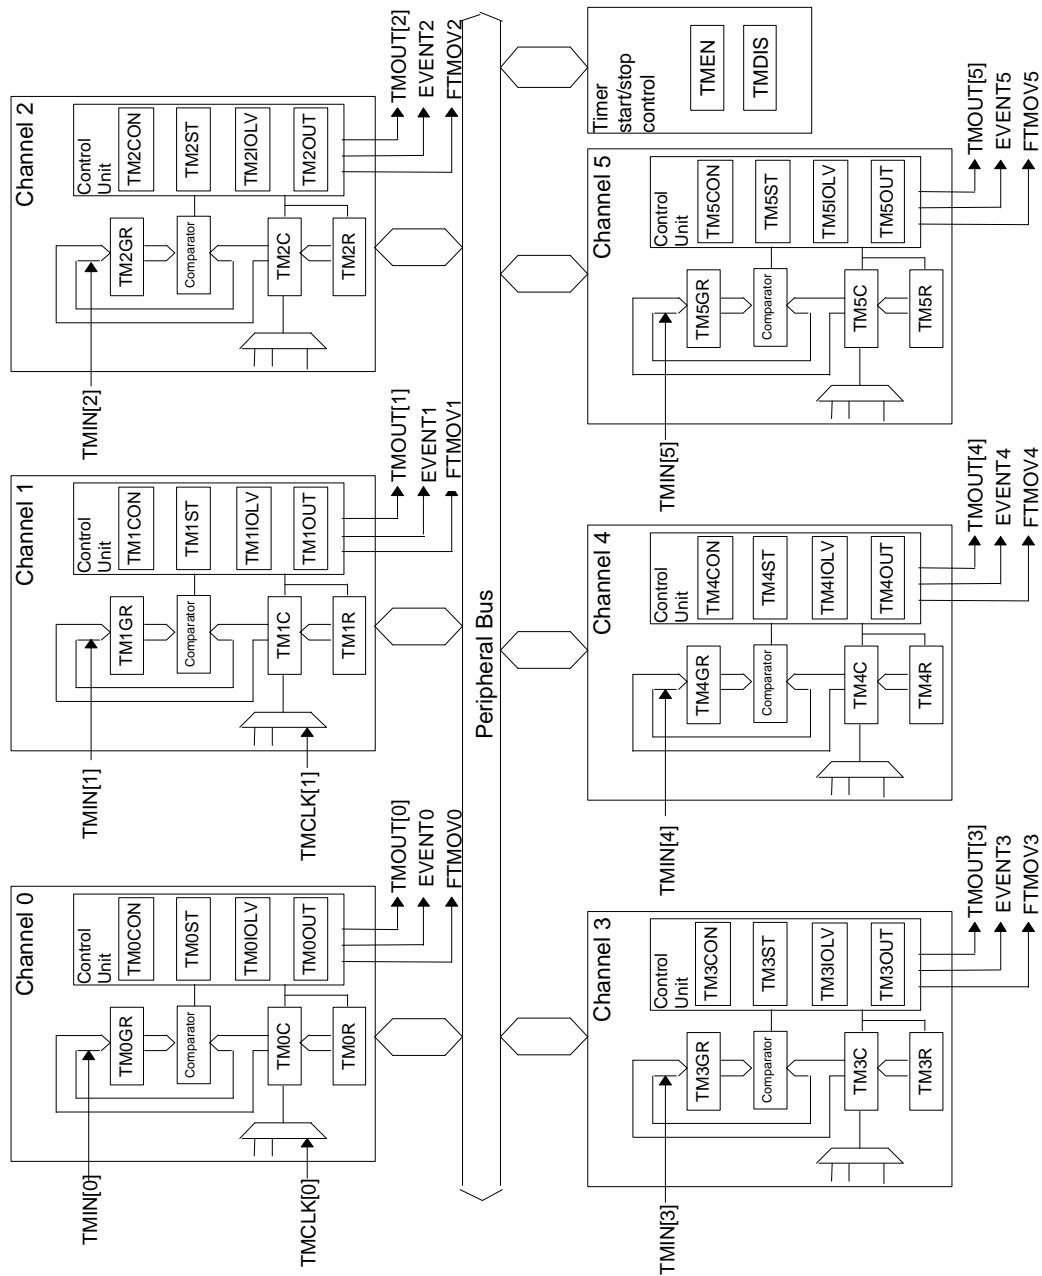 Channel 0
Control
Unit
TM0CON
TM0ST
TM0IOLV
TM0OUT
TM0GR
Comparator
TM0C
TM0R
TMIN[0]
TMCLK[0]
TMOUT[0]
EVENT0
FTMOV0
Channel 1
Control
Unit
TM1CON
TM1ST
TM1IOLV
TM1OUT
TM1GR
Comparator
TM1C
TM1R
TMIN[1]
TMCLK[1]
TMOUT[1]
EVENT1
FTMOV1
Channel 2
Control
Unit
TM2CON
TM2ST
TM2IOLV
TM2OUT
TM2GR
Comparator
TM2C
TM2R
TMIN[2]
TMOUT[2]
EVENT2
FTMOV2
Peripheral Bus
Channel 3
Control
Unit
TM3CON
TM3ST
TM3IOLV
TM3OUT
TM3GR
Comparator
TM3C
TM3R
TMIN[3]
TMOUT[3]
EVENT3
FTMOV3
Channel 4
Control
Unit
TM4CON
TM4ST
TM4IOLV
TM4OUT
TM4GR
Comparator
TM4C
TM4R
TMIN[4]
TMOUT[4]
EVENT4
FTMOV4
Channel 5
Control
Unit
TM5CON
TM5ST
TM5IOLV
TM5OUT
TM5GR
Comparator
TM5C
TM5R
TMIN[5]
TMOUT[5]
EVENT5
FTMOV5
Timer
start/stop
control
TMEN
TMDIS